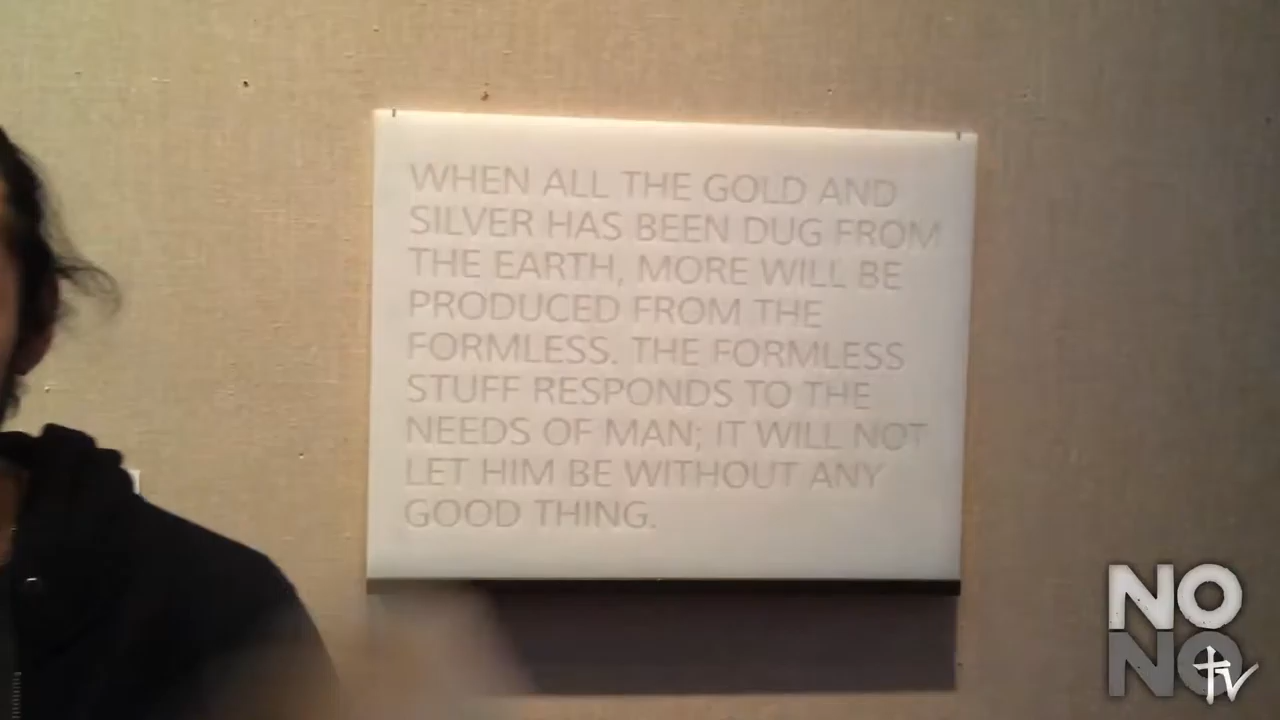 WHEN ALL THE GOLD AND
SILVER HAS BEEN DUG FROM
THE EARTH, MORE WILL BE
PRODUCED FROM THE
FORMLESS. THE FORMLESS
STUFF RESPONDS TO THE
NEEDS OF MAN; IT WILL NOT
LET HIM BE WITHOUT ANY
GOOD THING.
NO
NO
TV